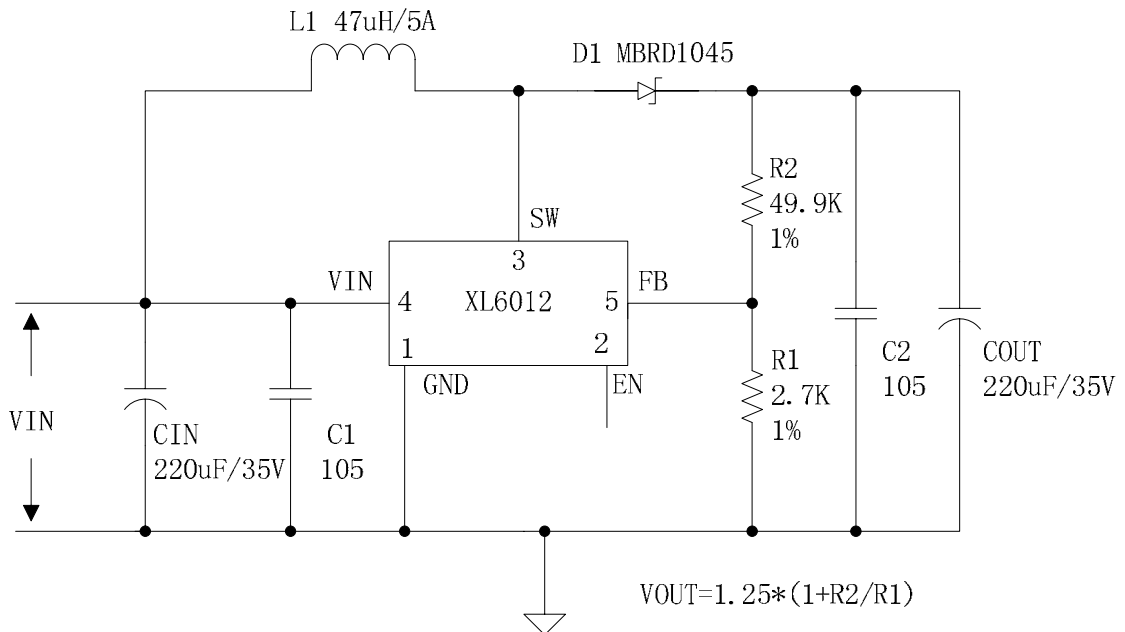 L1 47uH/5A
D1 MBRD1045
R2
49.9K
1%
SW
3
VIN
4
XL6012
5
FB
1
2
GND
EN
R1
2.7K
1%
C2
105
COUT
220uF/35V
VIN
CIN
220uF/35V
C1
105
VOUT=1.25*(1+R2/R1)